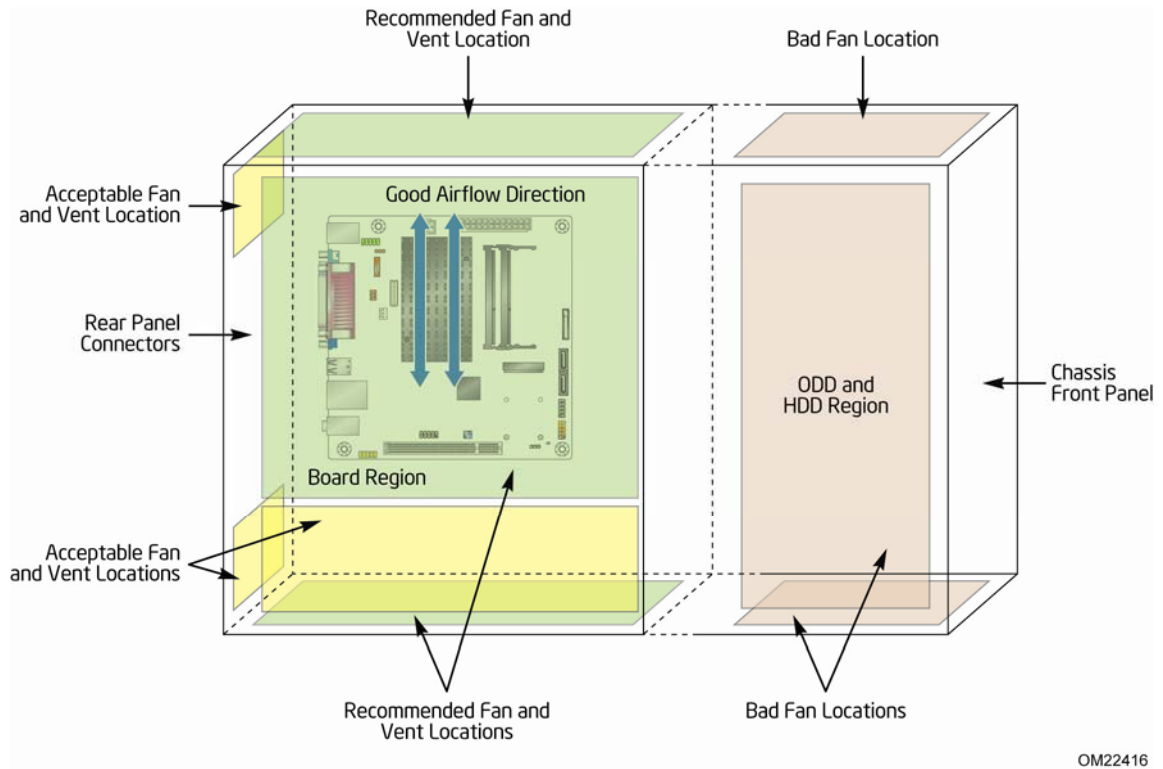 Recommended Fan and
Vent Location
Bad Fan Location
Acceptable Fan
and Vent Location
Good Airflow Direction
Rear Panel
Connectors
ODD and
HDD Region
Chassis
Front Panel
Board Region
Acceptable Fan
and Vent Locations
Recommended Fan and
Vent Locations
Bad Fan Locations
OM22416